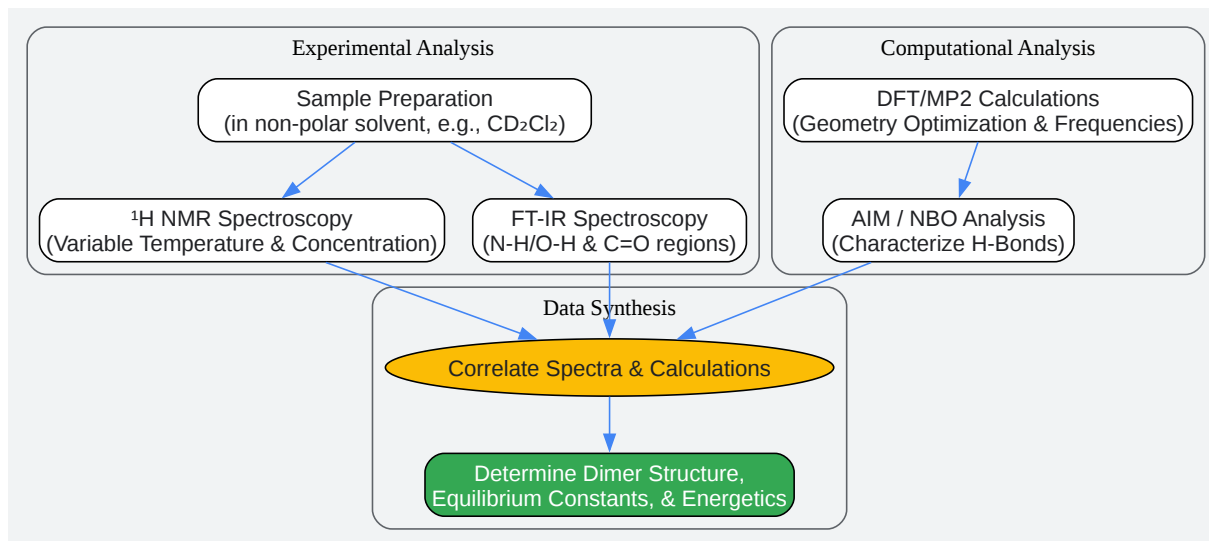 Experimental Analysis
Sample Preparation
(in non-polar solvent, e.g., CD₂Cl₂)
¹H NMR Spectroscopy
(Variable Temperature & Concentration)
FT-IR Spectroscopy
(N-H/O-H & C=O regions)
Computational Analysis
DFT/MP2 Calculations
(Geometry Optimization & Frequencies)
AIM / NBO Analysis
(Characterize H-Bonds)
Data Synthesis
Correlate Spectra & Calculations
Determine Dimer Structure,
Equilibrium Constants, & Energetics